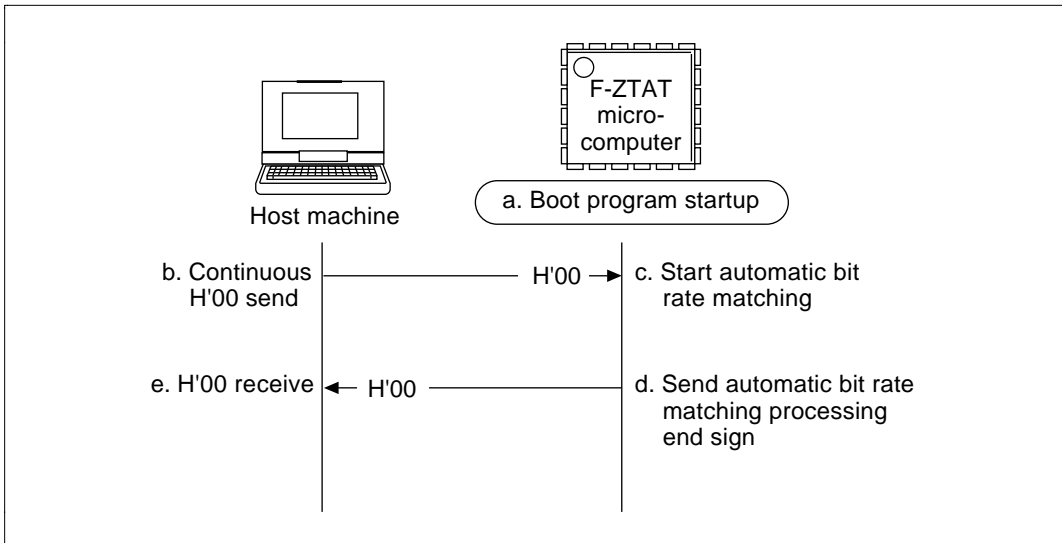 F-ZTAT
micro-
computer
Host machine
a. Boot program startup
b. Continuous
H'00 send
H'00
c. Start automatic bit
rate matching
e. H'00 receive
H'00
d. Send automatic bit rate
matching processing
end sign